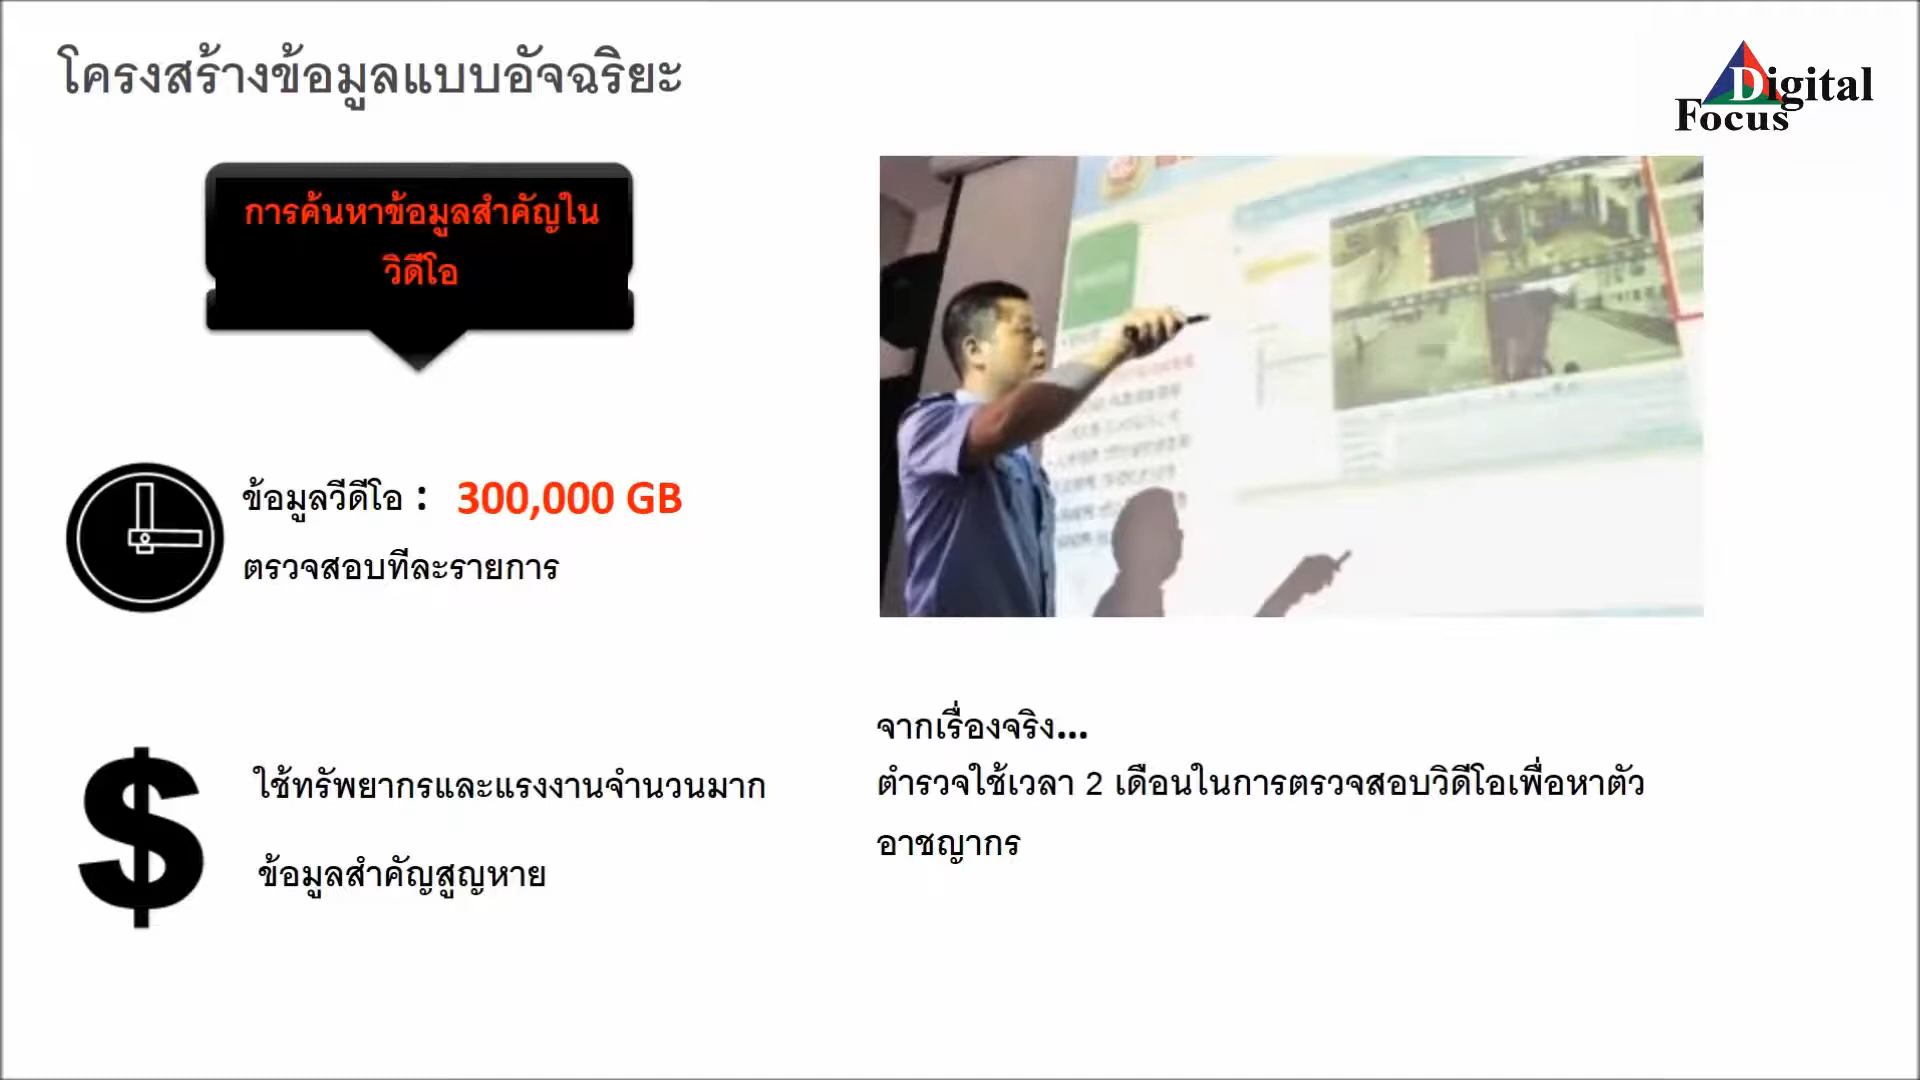 โครงสร้างข้อมูลแบบอัจฉริยะ
Digital
Focus
การค้นหาข้อมูลสำคัญใน
วิดีโอ
ข้อมูลวีดีโอ : 300,000 GB
ตรวจสอบทีละรายการ
ใช้ทรัพยากรและแรงงานจำนวนมาก
ข้อมูลสำคัญสูญหาย
จากเรื่องจริง...
ตำรวจใช้เวลา 2 เดือนในการตรวจสอบวิดีโอเพื่อหาตัว
อาชญากร